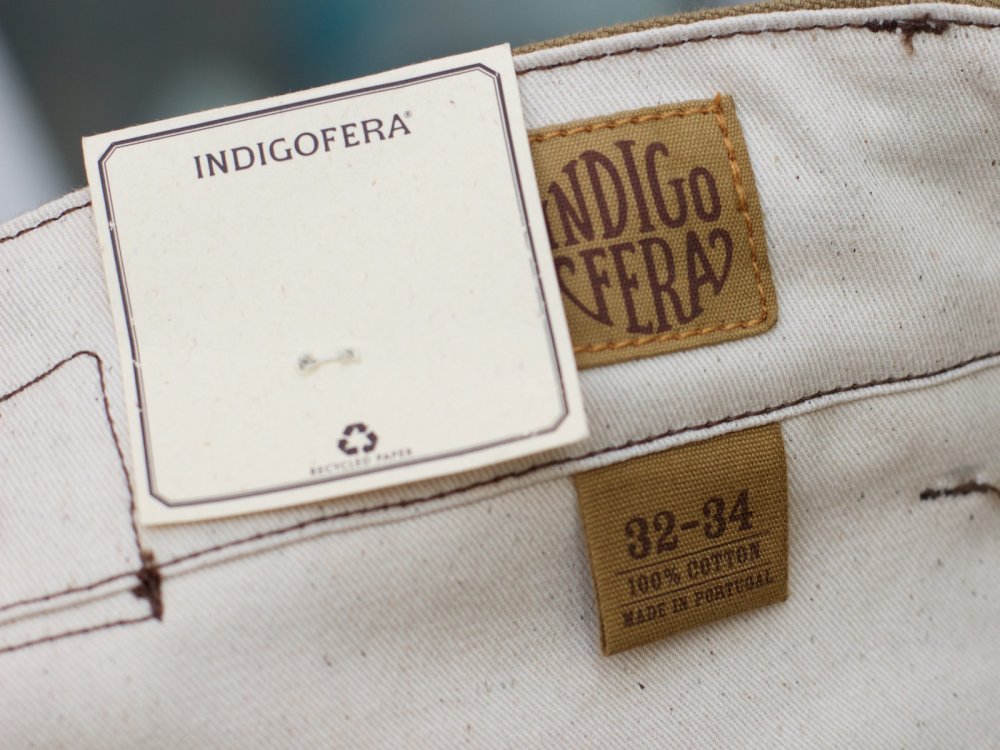 INDIGOFERA®
RECYCLED PAPER
INDIGO
FERA
32-34
100% COTTON
MADE IN PORTUGAL